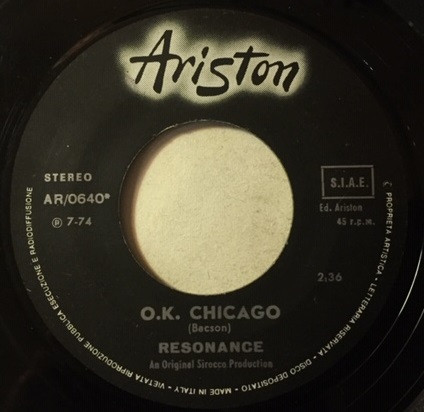 Ariston
STEREO
AR/0640*
Ⓟ 7-74
S.I.A.E.
Ed. Ariston
45 r.p.m.
2,36
O.K. CHICAGO
(Becson)
RESONANCE
An Original Sirocco Production
PROPRIETA ARTISTICA - LETTERARIA RISERVATA - DISCO DEPOSITATO - MADE IN ITALY - VIETATA RIPRODUZIONE PUBBLICA ESECUZIONE E RADIODIFFUSIONE